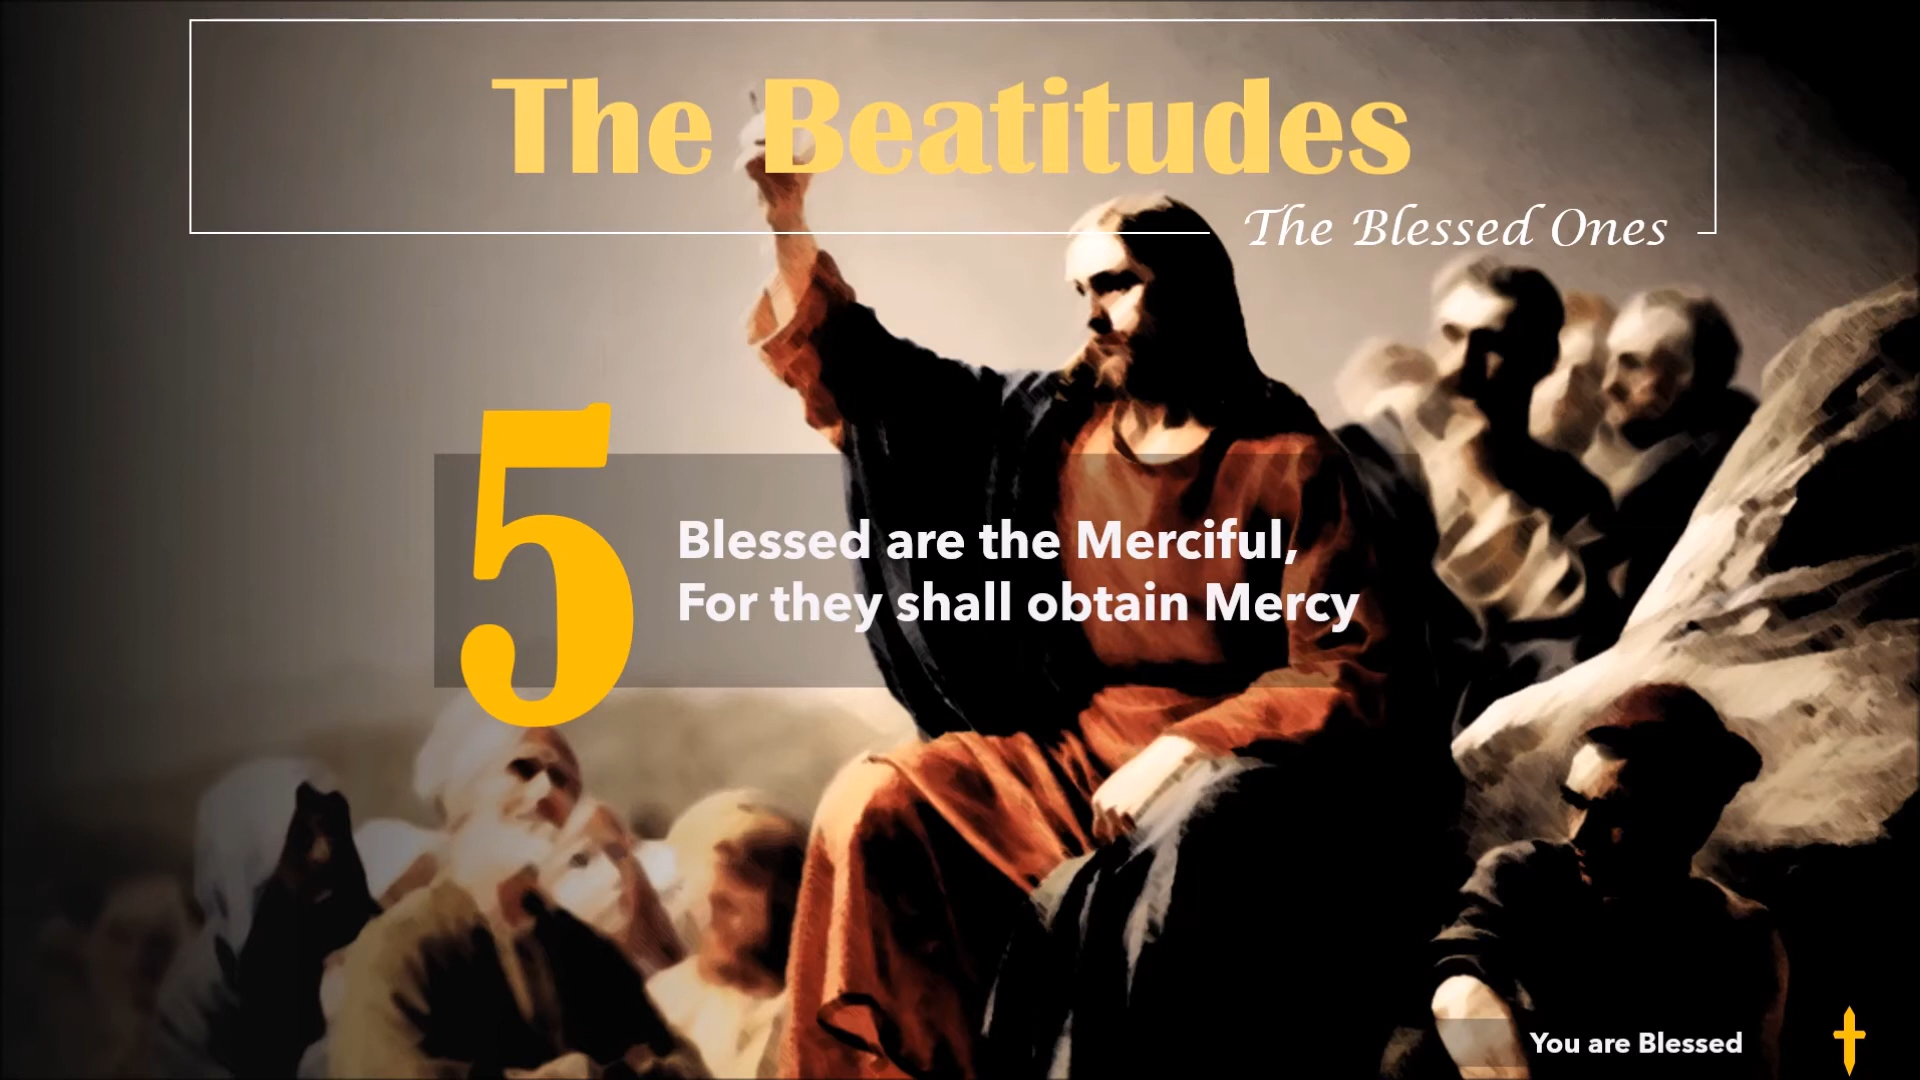 The Beatitudes
The Blessed Ones
5
Blessed are the Merciful,
For they shall obtain Mercy
You are Blessed